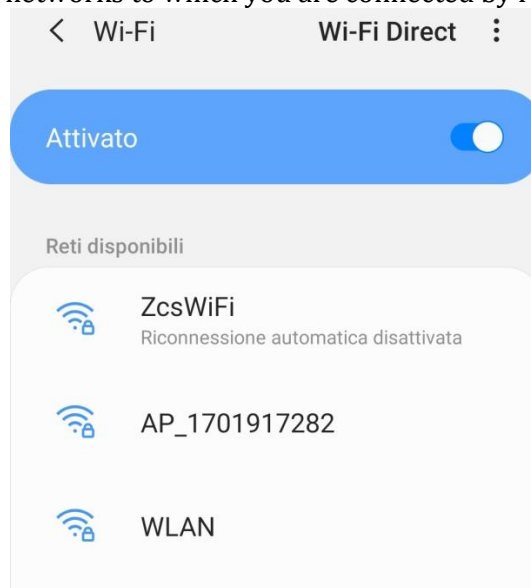 networks to which you are connected by
Wi-Fi Wi-Fi Direct
Attivato
Reti disponibili
ZcsWiFi
Riconnessione automatica disattivata
AP_1701917282
WLAN